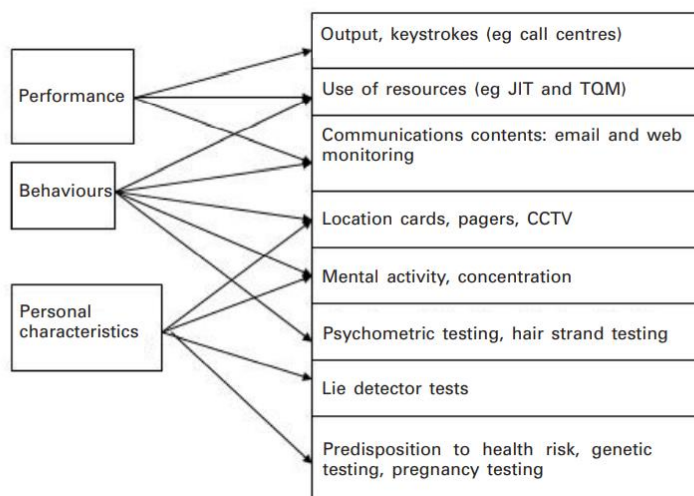 Performance
Behaviours
Personal
characteristics
Output, keystrokes (eg call centres)
Use of resources (eg JIT and TQM)
Communications contents: email and web
monitoring
Location cards, pagers, CCTV
Mental activity, concentration
Psychometric testing, hair strand testing
Lie detector tests
Predisposition to health risk, genetic
testing, pregnancy testing